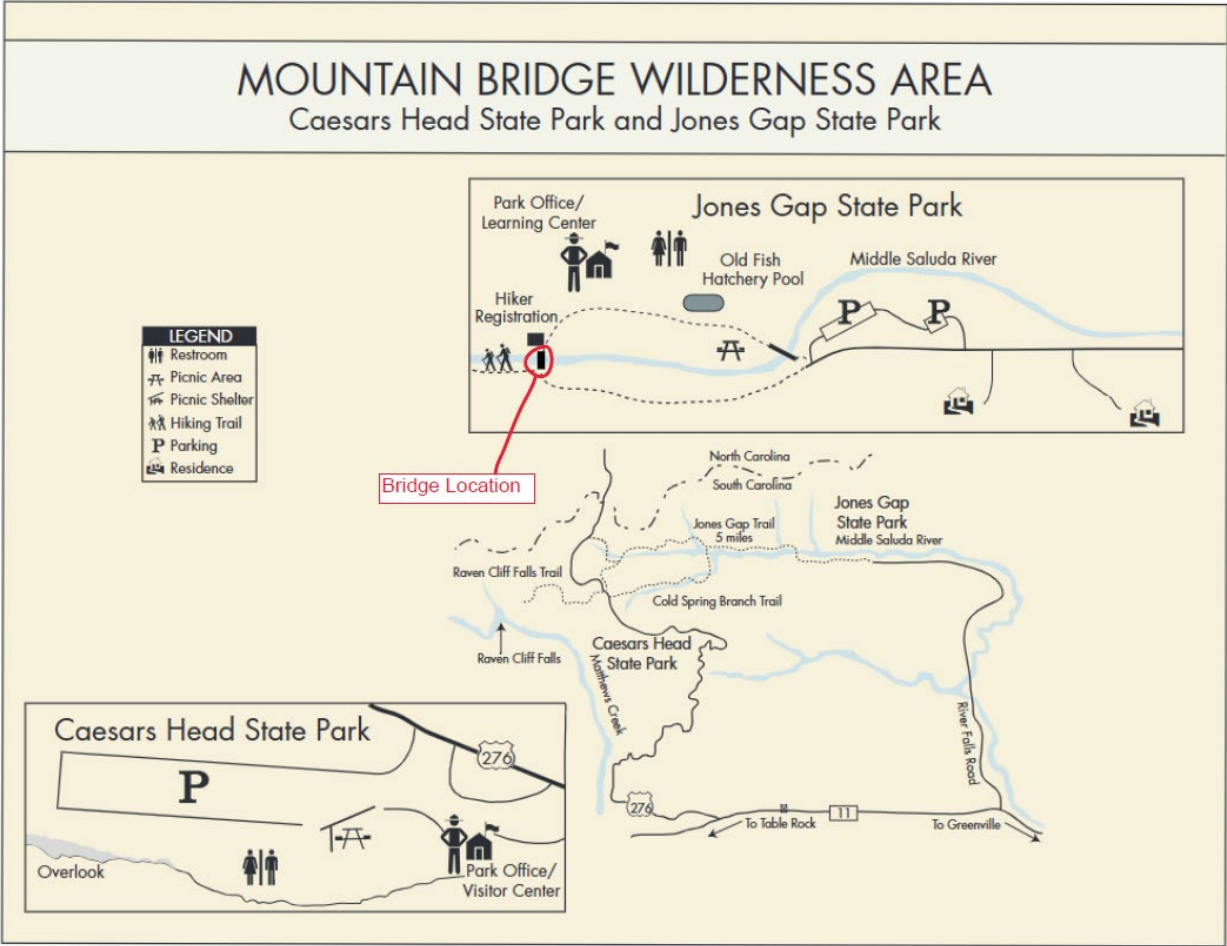 MOUNTAIN BRIDGE WILDERNESS AREA
Caesars Head State Park and Jones Gap State Park
Park Office/
Learning Center
Jones Gap State Park
Old Fish
Hatchery Pool
Middle Saluda River
Hiker
Registration
P
P
LEGEND
Restroom
Picnic Area
Picnic Shelter
Hiking Trail
P Parking
Residence
Bridge Location
North Carolina
South Carolina
Jones Gap Trail
5 miles
Jones Gap
State Park
Middle Saluda River
Raven Cliff Falls Trail
Cold Spring Branch Trail
Raven Cliff Falls
Caesars Head
State Park
Matthews Creek
River Falls Road
276
To Table Rock
11
To Greenville
Caesars Head State Park
276
P
Overlook
Park Office/
Visitor Center